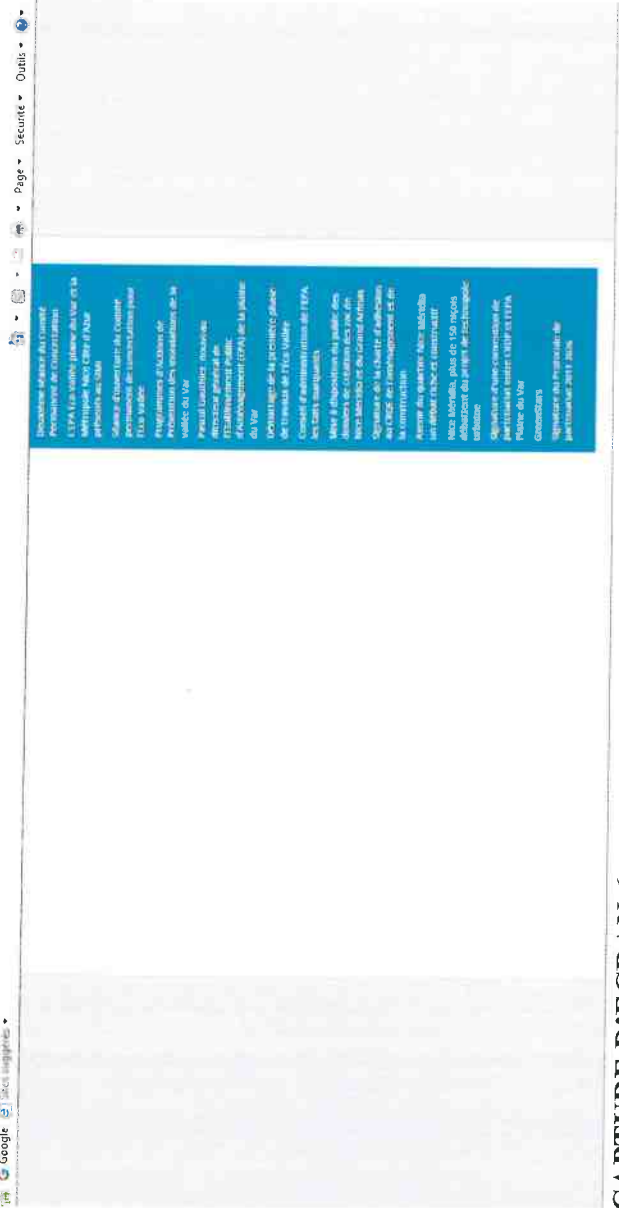 Google Sites suggérés
Page Sécurité Outils
Deuxième séance du Comité
Permanent de Concertation
L'EPA Eco-vallée plaine du Var et la
Métropole Nice Côte d'Azur
présents au
Séance d'ouverture du Comité
permanent de concertation pour
l'Eco-Vallée
Programmes d'Actions de
Prévention des Inondations de la
vallée du Var
Pascal Gauthier, nouveau
directeur général de
l'Etablissement Public
d'Aménagement (EPA) de la plaine
du Var
Démarrage de la première phase
de travaux de l'Eco-Vallée
Conseil d'administration de l'EPA
les faits marquants
Mise à disposition du public des
dossiers de création des zac de
Nice Méridia et du Grand Arénas
Signature de la charte d'adhésion
au de l'aménagement et de
la construction
Avenir du quartier Nice Méridia
un débat riche et constructif
Nice Méridia, plus de 150 niçois
débattent du projet de technopole
urbaine
Signature d'une convention de
partenariat entre et l'EPA
Plaine du Var
GreenStars
Signature du Protocole de
partenariat 2011 2026
CAPTURE D'ECRAN